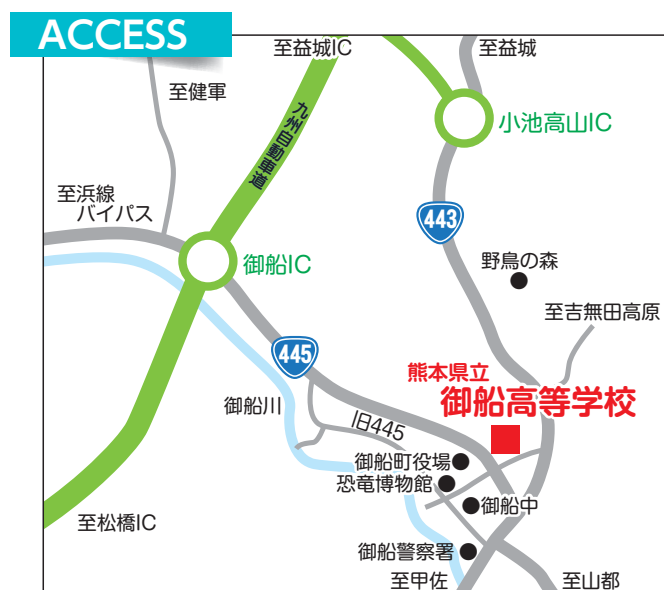 ACCESS
至益城IC
至益城
至健軍
九州自動車道
小池高山IC
至浜線
バイパス
443
御船IC
野鳥の森
至吉無田高原
445
熊本県立
御船高等学校
御船川
旧445
御船町役場
恐竜博物館
御船中
至松橋IC
御船警察署
至甲佐
至山都